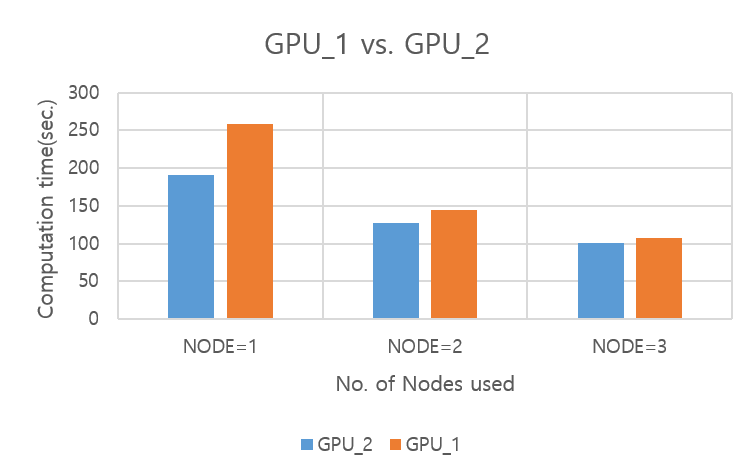 GPU_1 vs. GPU_2
Computation time(sec.)
300
250
200
150
100
50
0
NODE=1 NODE=2 NODE=3
No. of Nodes used
GPU_2 GPU_1